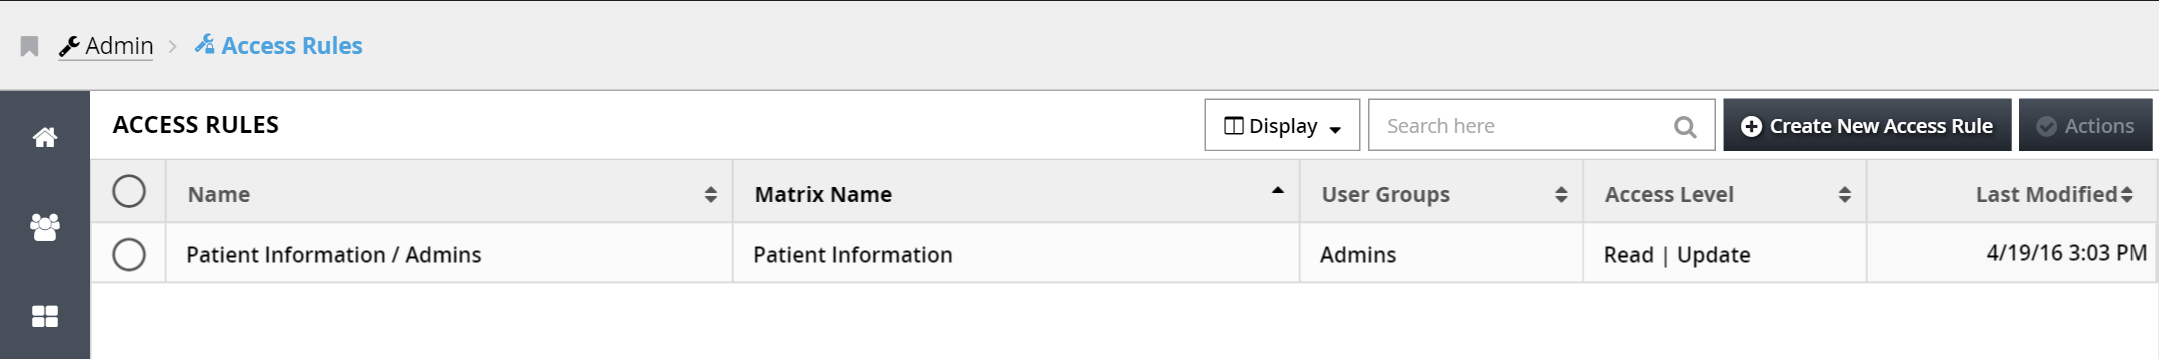 Admin > Access Rules
ACCESS RULES Display Search here Create New Access Rule Actions
Name Matrix Name User Groups Access Level Last Modified
Patient Information / Admins Patient Information Admins Read | Update 4/19/16 3:03 PM